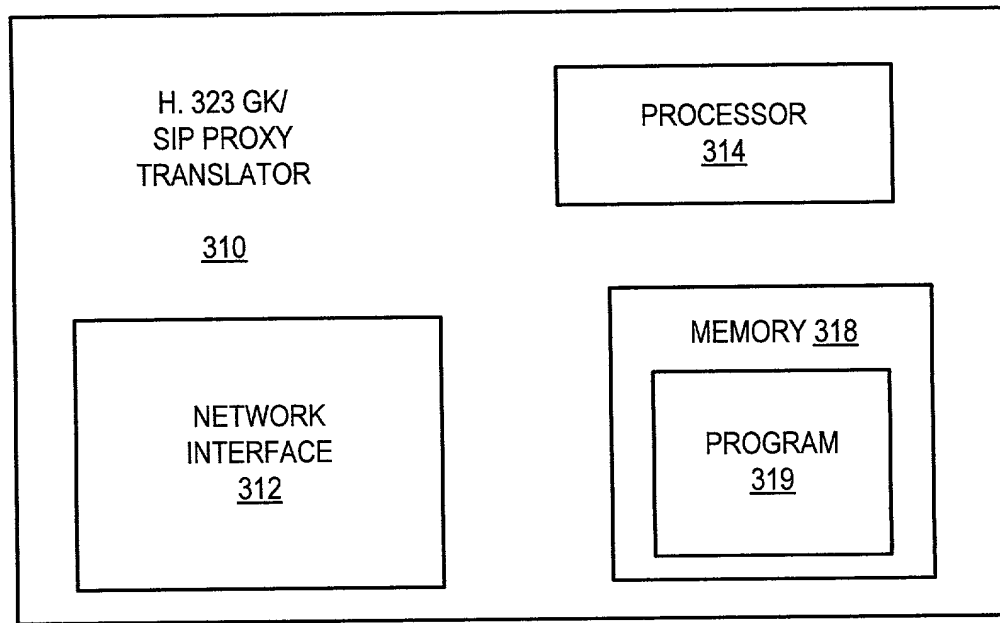 H. 323 GK/
SIP PROXY
TRANSLATOR
310
PROCESSOR
314
NETWORK
INTERFACE
312
MEMORY 318
PROGRAM
319